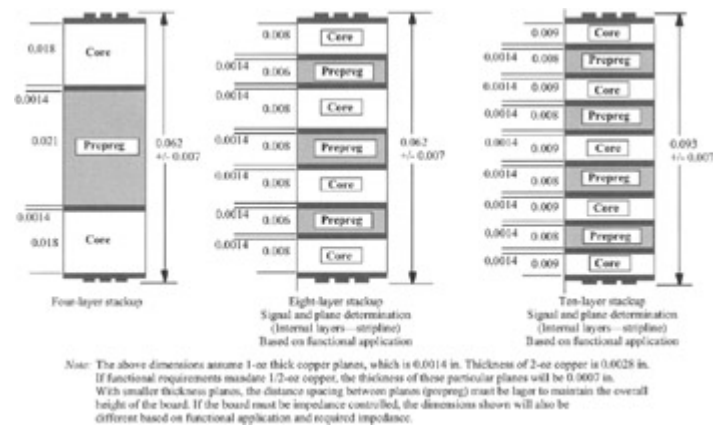 0.018
Core
0.0014
0.021
Prepreg
0.062
+/- 0.007
0.0014
0.018
Core
Four-layer stackup
0.008
Core
0.0014
0.006
Prepreg
0.0014
0.008
Core
0.0014
0.008
Prepreg
0.062
+/- 0.007
0.0014
0.008
Core
0.0014
0.006
Prepreg
0.0014
0.008
Core
Eight-layer stackup
Signal and plane determination
(Internal layers—stripline)
Based on functional application
0.009
Core
0.0014
0.008
Prepreg
0.0014
0.009
Core
0.0014
0.008
Prepreg
0.0014
0.009
Core
0.093
+/- 0.007
0.0014
0.008
Prepreg
0.0014
0.009
Core
0.0014
0.008
Prepreg
0.0014
0.009
Core
Ten-layer stackup
Signal and plane determination
(Internal layers—stripline)
Based on functional application
Note: The above dimensions assume 1-oz thick copper planes, which is 0.0014 in. Thickness of 2-oz copper is 0.0028 in.
If functional requirements mandate 1/2-oz copper, the thickness of these particular planes will be 0.0007 in.
With smaller thickness planes, the distance spacing between planes (prepreg) must be lager to maintain the overall
height of the board. If the board must be impedance controlled, the dimensions shown will also be
different based on functional application and required impedance.